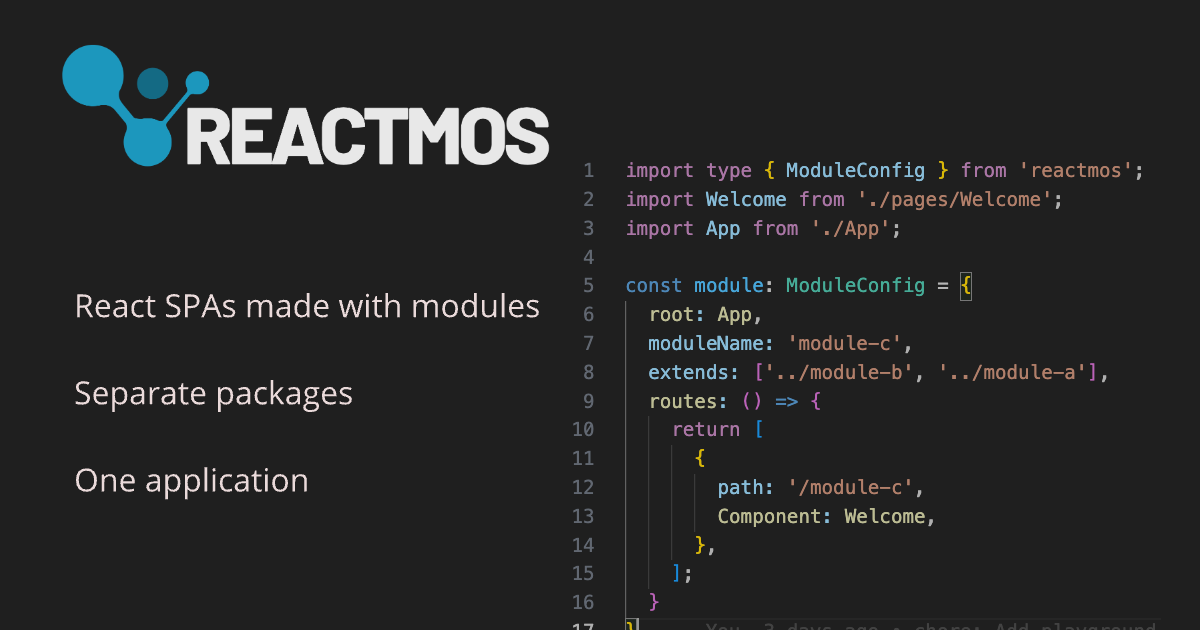 REACTMOS
React SPAs made with modules
Separate packages
One application
1 import type { ModuleConfig } from 'reactmos';
2 import Welcome from './pages/Welcome';
3 import App from './App';
4
5 const module: ModuleConfig = {
6 root: App,
7 moduleName: 'module-c',
8 extends: ['../module-b', '../module-a'],
9 routes: () => {
10 return [
11 {
12 path: '/module-c',
13 Component: Welcome,
14 },
15 ];
16 }
17 } You, 3 days ago • chore: Add playground